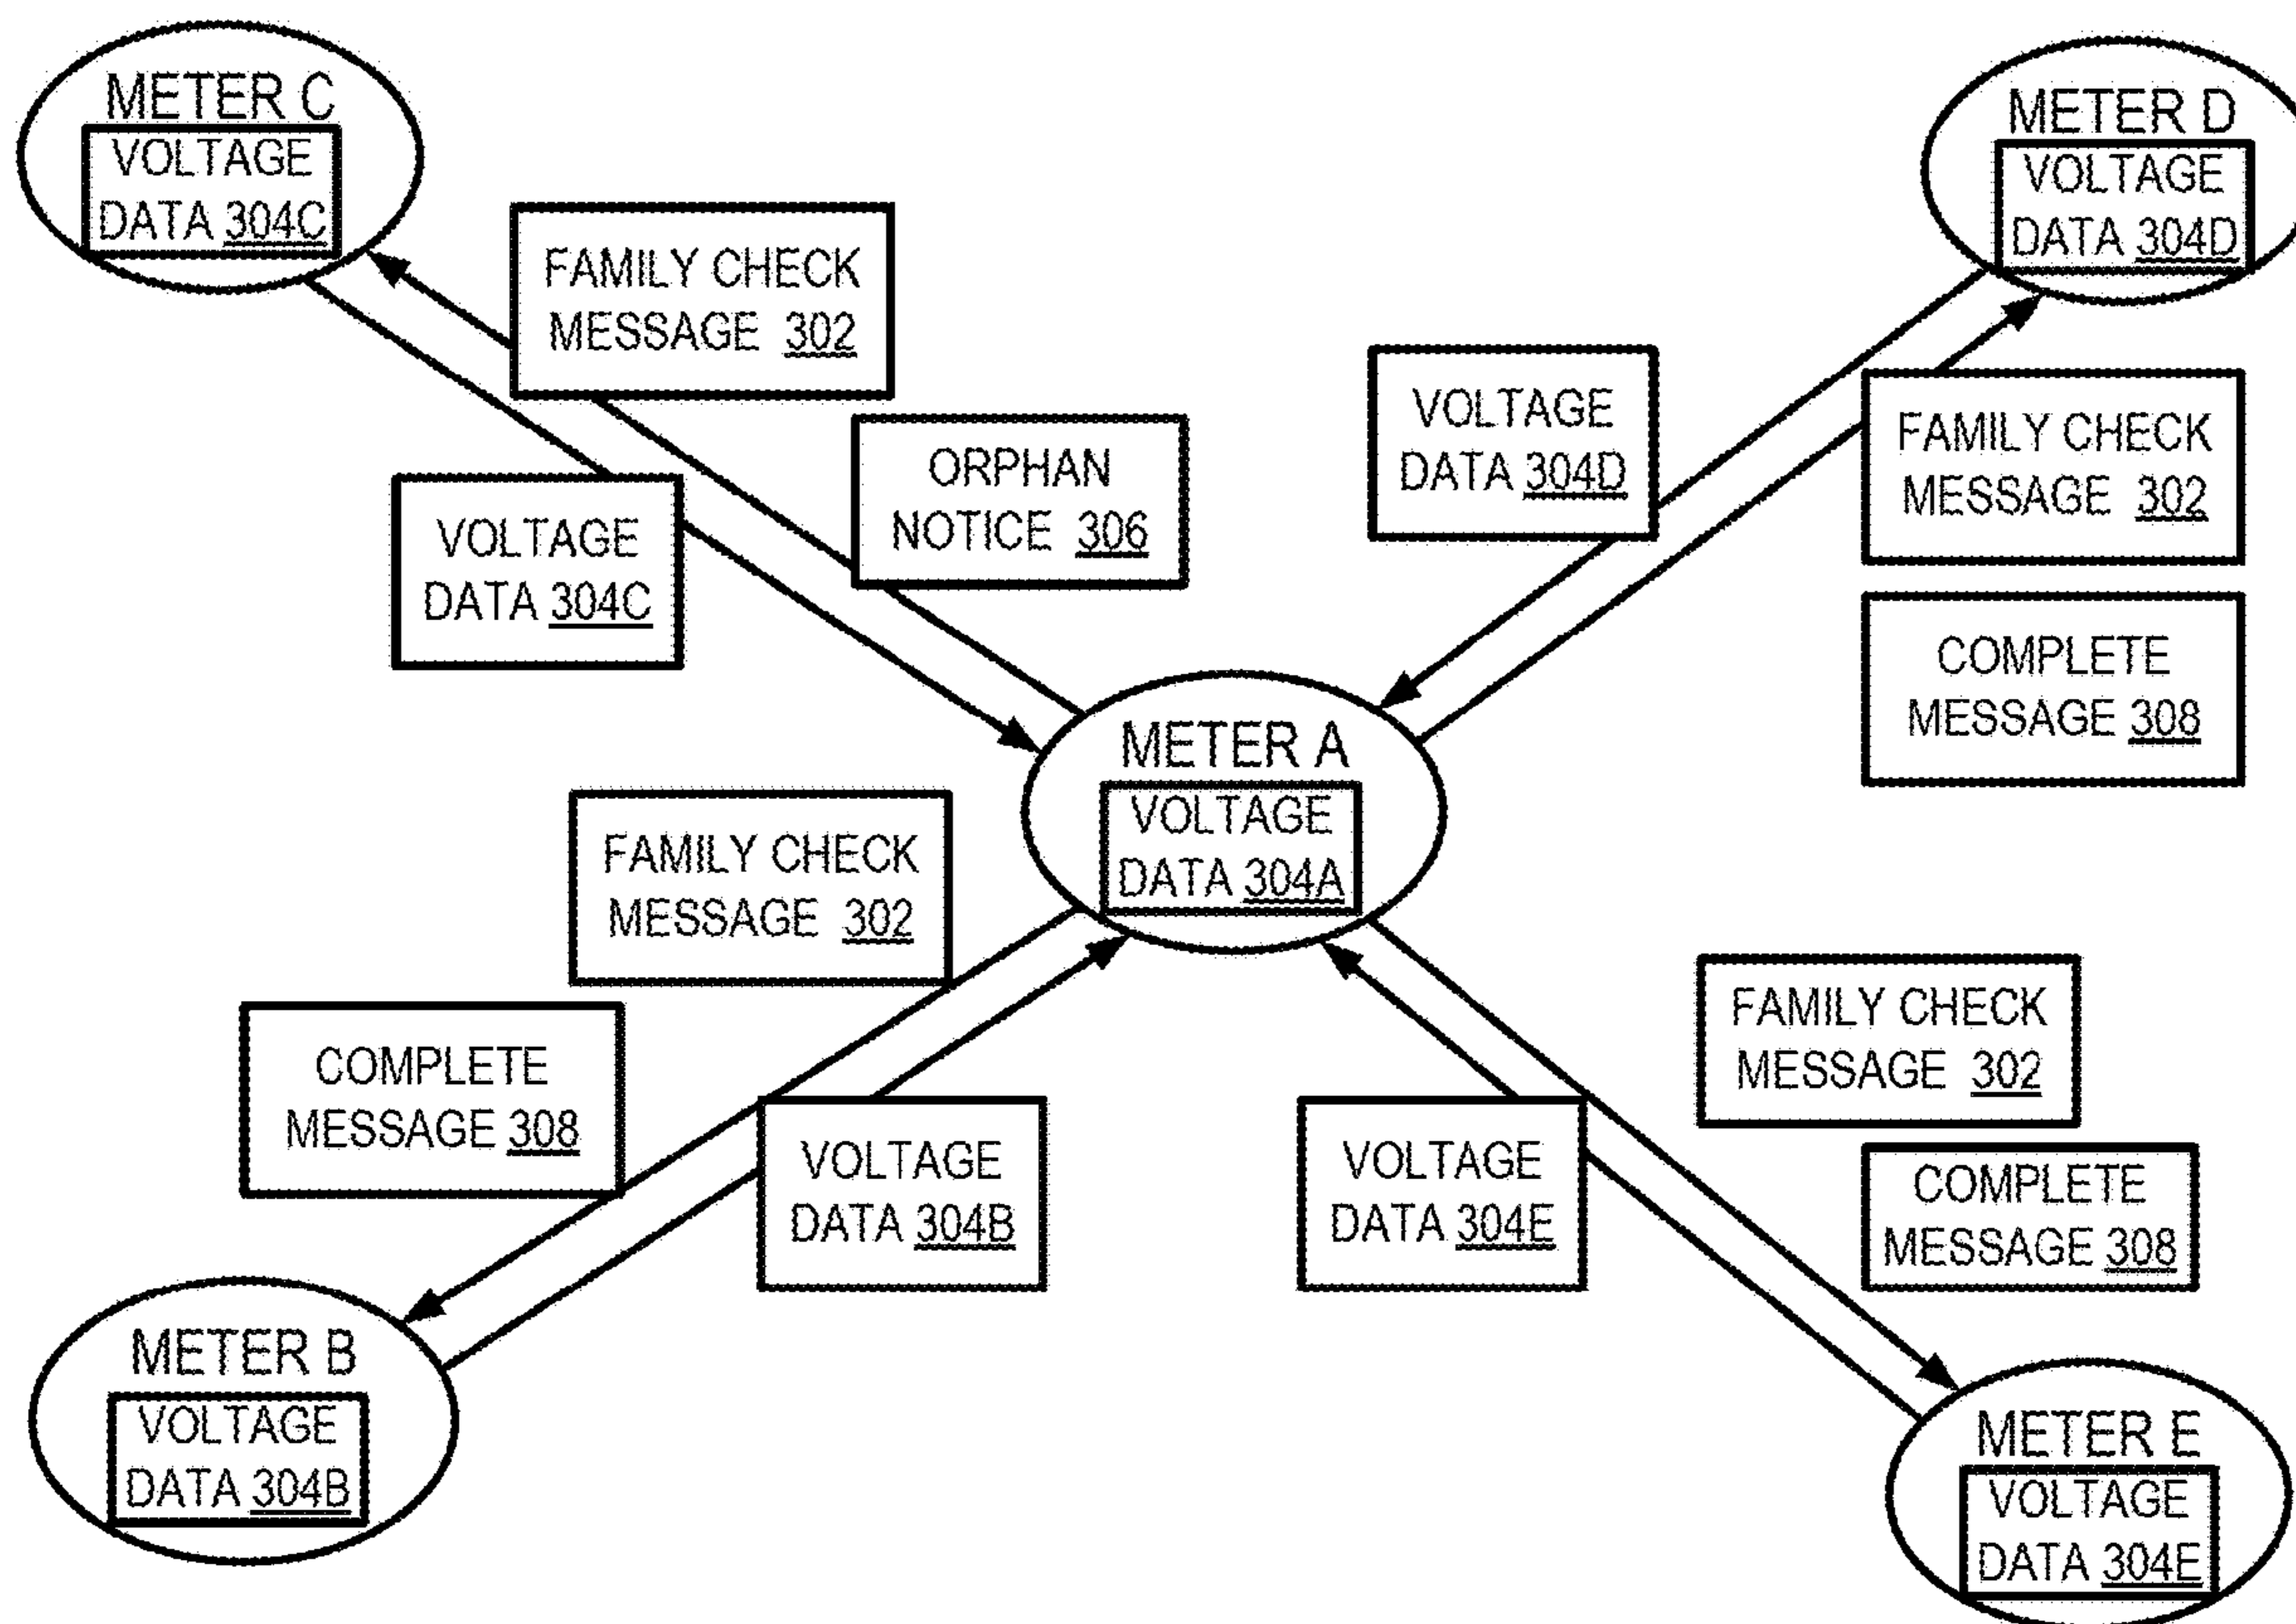 METER C
VOLTAGE
DATA 304C
METER D
VOLTAGE
DATA 304D
FAMILY CHECK
MESSAGE 302
VOLTAGE
DATA 304D
FAMILY CHECK
MESSAGE 302
ORPHAN
NOTICE 306
VOLTAGE
DATA 304C
COMPLETE
MESSAGE 308
METER A
VOLTAGE
DATA 304A
FAMILY CHECK
MESSAGE 302
FAMILY CHECK
MESSAGE 302
COMPLETE
MESSAGE 308
VOLTAGE
DATA 304B
VOLTAGE
DATA 304E
COMPLETE
MESSAGE 308
METER B
VOLTAGE
DATA 304B
METER E
VOLTAGE
DATA 304E